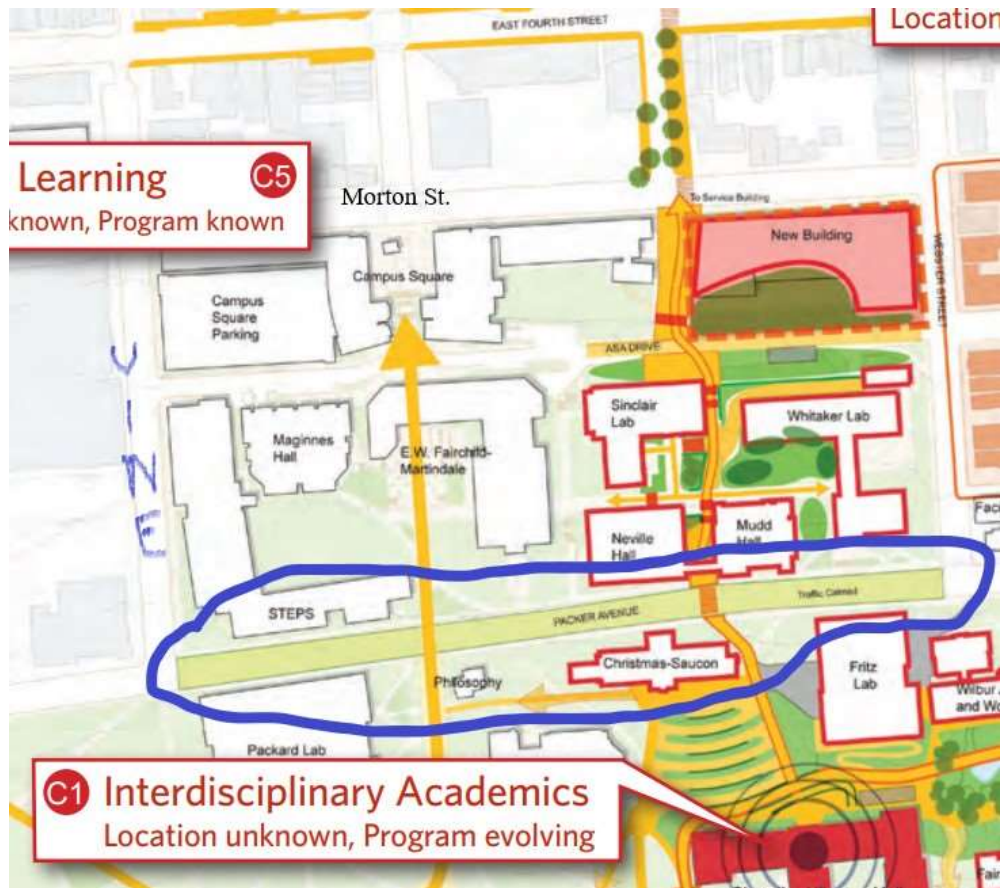 EAST FOURTH STREET
Location
Learning C5
known, Program known
Morton St.
To Service Building
New Building
WEBSTER STREET
Campus Square
Campus
Square
Parking
ASA DRIVE
VINE
Sinclair
Lab
Whitaker Lab
Maginnes
Hall
E.W. Fairchild-
Martindale
Neville
Hall
Mudd
Hall
STEPS
PACKER AVENUE
Traffic Calmed
Christmas-Saucon
Philosophy
Fritz
Lab
Wilbur
and
Packard Lab
C1 Interdisciplinary Academics
Location unknown, Program evolving